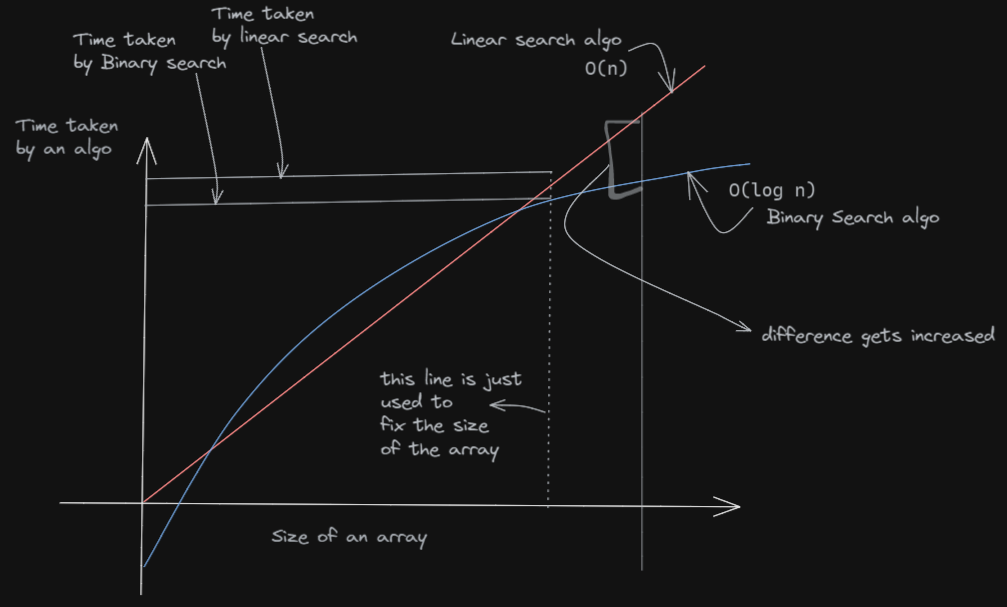 Time taken
by linear search
Time taken
by Binary search
Linear search algo
O(n)
Time taken
by an algo
O(log n)
Binary Search algo
difference gets increased
this line is just
used to
fix the size
of the array
Size of an array